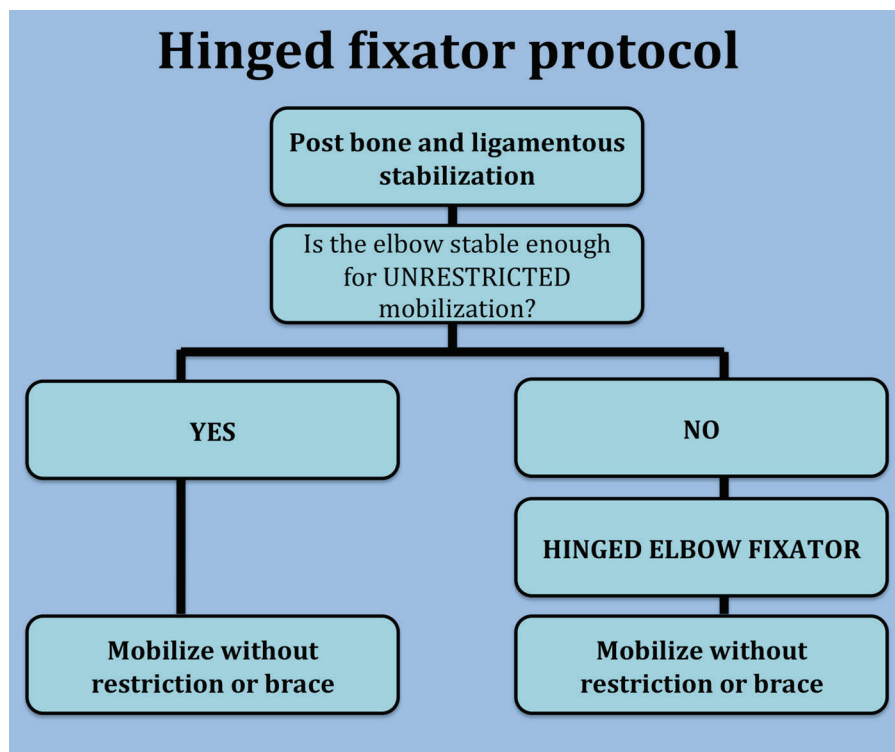 Hinged fixator protocol
Post bone and ligamentous
stabilization
Is the elbow stable enough
for UNRESTRICTED
mobilization?
YES
NO
HINGED ELBOW FIXATOR
Mobilize without
restriction or brace
Mobilize without
restriction or brace